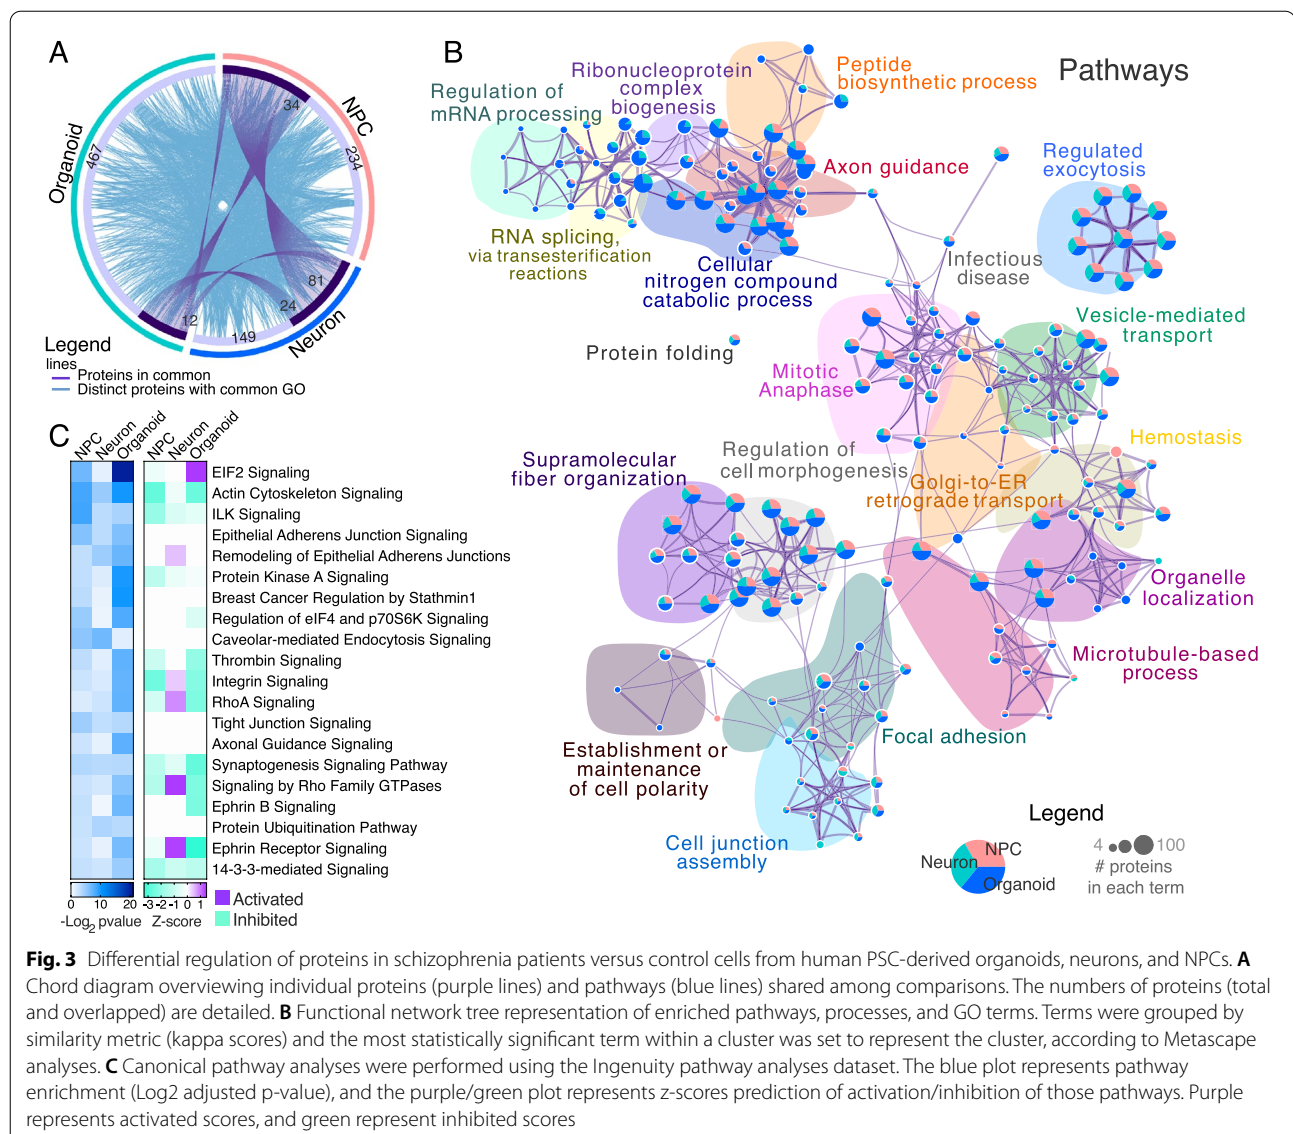 A
Organoid
NPC
Neuron
34
234
467
81
24
12
149
Legend
lines
Proteins in common
Distinct proteins with common GO
B
Pathways
Peptide
biosynthetic process
Ribonucleoprotein
complex
biogenesis
Regulation of
mRNA processing
Axon guidance
Regulated
exocytosis
RNA splicing,
via transesterification
reactions
Cellular
nitrogen compound
catabolic process
Infectious
disease
Vesicle-mediated
transport
Protein folding
Mitotic
Anaphase
Hemostasis
Regulation of
cell morphogenesis
Supramolecular
fiber organization
Golgi-to-ER
retrograde transport
Organelle
localization
Microtubule-based
process
Establishment or
maintenance
of cell polarity
Focal adhesion
Cell junction
assembly
Legend
NPC
Neuron
Organoid
4 100
# proteins
in each term
C
NPC Neuron Organoid NPC Neuron Organoid
EIF2 Signaling
Actin Cytoskeleton Signaling
ILK Signaling
Epithelial Adherens Junction Signaling
Remodeling of Epithelial Adherens Junctions
Protein Kinase A Signaling
Breast Cancer Regulation by Stathmin1
Regulation of eIF4 and p70S6K Signaling
Caveolar-mediated Endocytosis Signaling
Thrombin Signaling
Integrin Signaling
RhoA Signaling
Tight Junction Signaling
Axonal Guidance Signaling
Synaptogenesis Signaling Pathway
Signaling by Rho Family GTPases
Ephrin B Signaling
Protein Ubiquitination Pathway
Ephrin Receptor Signaling
14-3-3-mediated Signaling
0 10 20
-Log2 pvalue
-3 -2 -1 0 1
Z-score
Activated
Inhibited
Fig. 3 Differential regulation of proteins in schizophrenia patients versus control cells from human PSC-derived organoids, neurons, and NPCs. A
Chord diagram overviewing individual proteins (purple lines) and pathways (blue lines) shared among comparisons. The numbers of proteins (total
and overlapped) are detailed. B Functional network tree representation of enriched pathways, processes, and GO terms. Terms were grouped by
similarity metric (kappa scores) and the most statistically significant term within a cluster was set to represent the cluster, according to Metascape
analyses. C Canonical pathway analyses were performed using the Ingenuity pathway analyses dataset. The blue plot represents pathway
enrichment (Log2 adjusted p-value), and the purple/green plot represents z-scores prediction of activation/inhibition of those pathways. Purple
represents activated scores, and green represent inhibited scores